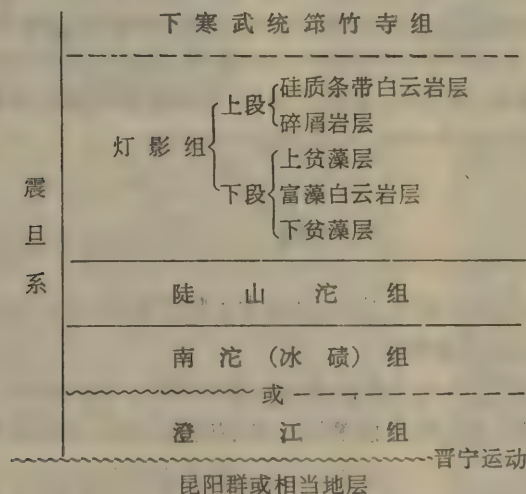 下寒武统筇竹寺组
硅质条带白云岩层
上段
碎屑岩层
灯影组
上贫藻层
下段
富藻白云岩层
下贫藻层
震旦系
陡山沱组
南沱(冰碛)组
或
澄江组
晋宁运动
昆阳群或相当地层